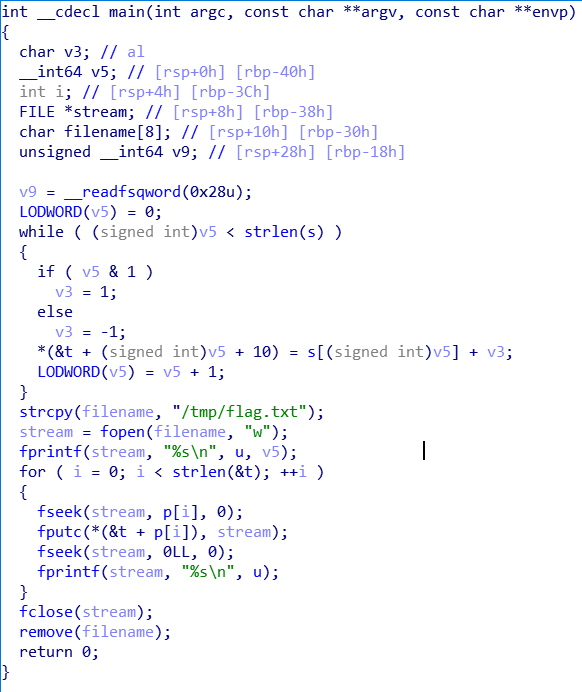 int __cdecl main(int argc, const char **argv, const char **envp)
{
  char v3; // al
  __int64 v5; // [rsp+0h] [rbp-40h]
  int i; // [rsp+4h] [rbp-3Ch]
  FILE *stream; // [rsp+8h] [rbp-38h]
  char filename[8]; // [rsp+10h] [rbp-30h]
  unsigned __int64 v9; // [rsp+28h] [rbp-18h]

  v9 = __readfsqword(0x28u);
  LODWORD(v5) = 0;
  while ( (signed int)v5 < strlen(s) )
  {
    if ( v5 & 1 )
      v3 = 1;
    else
      v3 = -1;
    *(&t + (signed int)v5 + 10) = s[(signed int)v5] + v3;
    LODWORD(v5) = v5 + 1;
  }
  strcpy(filename, "/tmp/flag.txt");
  stream = fopen(filename, "w");
  fprintf(stream, "%s\n", u, v5);
  for ( i = 0; i < strlen(&t); ++i )
  {
    fseek(stream, p[i], 0);
    fputc(*(&t + p[i]), stream);
    fseek(stream, 0LL, 0);
    fprintf(stream, "%s\n", u);
  }
  fclose(stream);
  remove(filename);
  return 0;
}